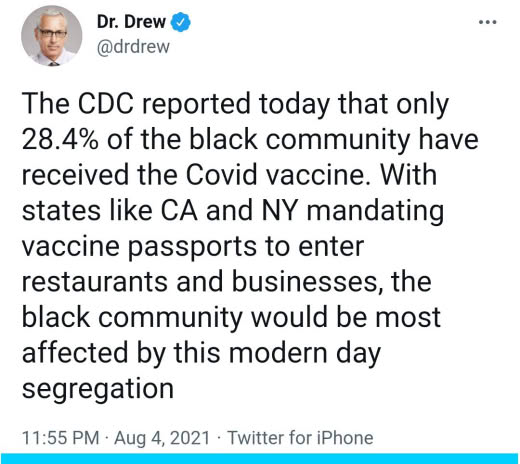 Dr. Drew
@drdrew
The CDC reported today that only
28.4% of the black community have
received the Covid vaccine. With
states like CA and NY mandating
vaccine passports to enter
restaurants and businesses, the
black community would be most
affected by this modern day
segregation
11:55 PM · Aug 4, 2021 · Twitter for iPhone